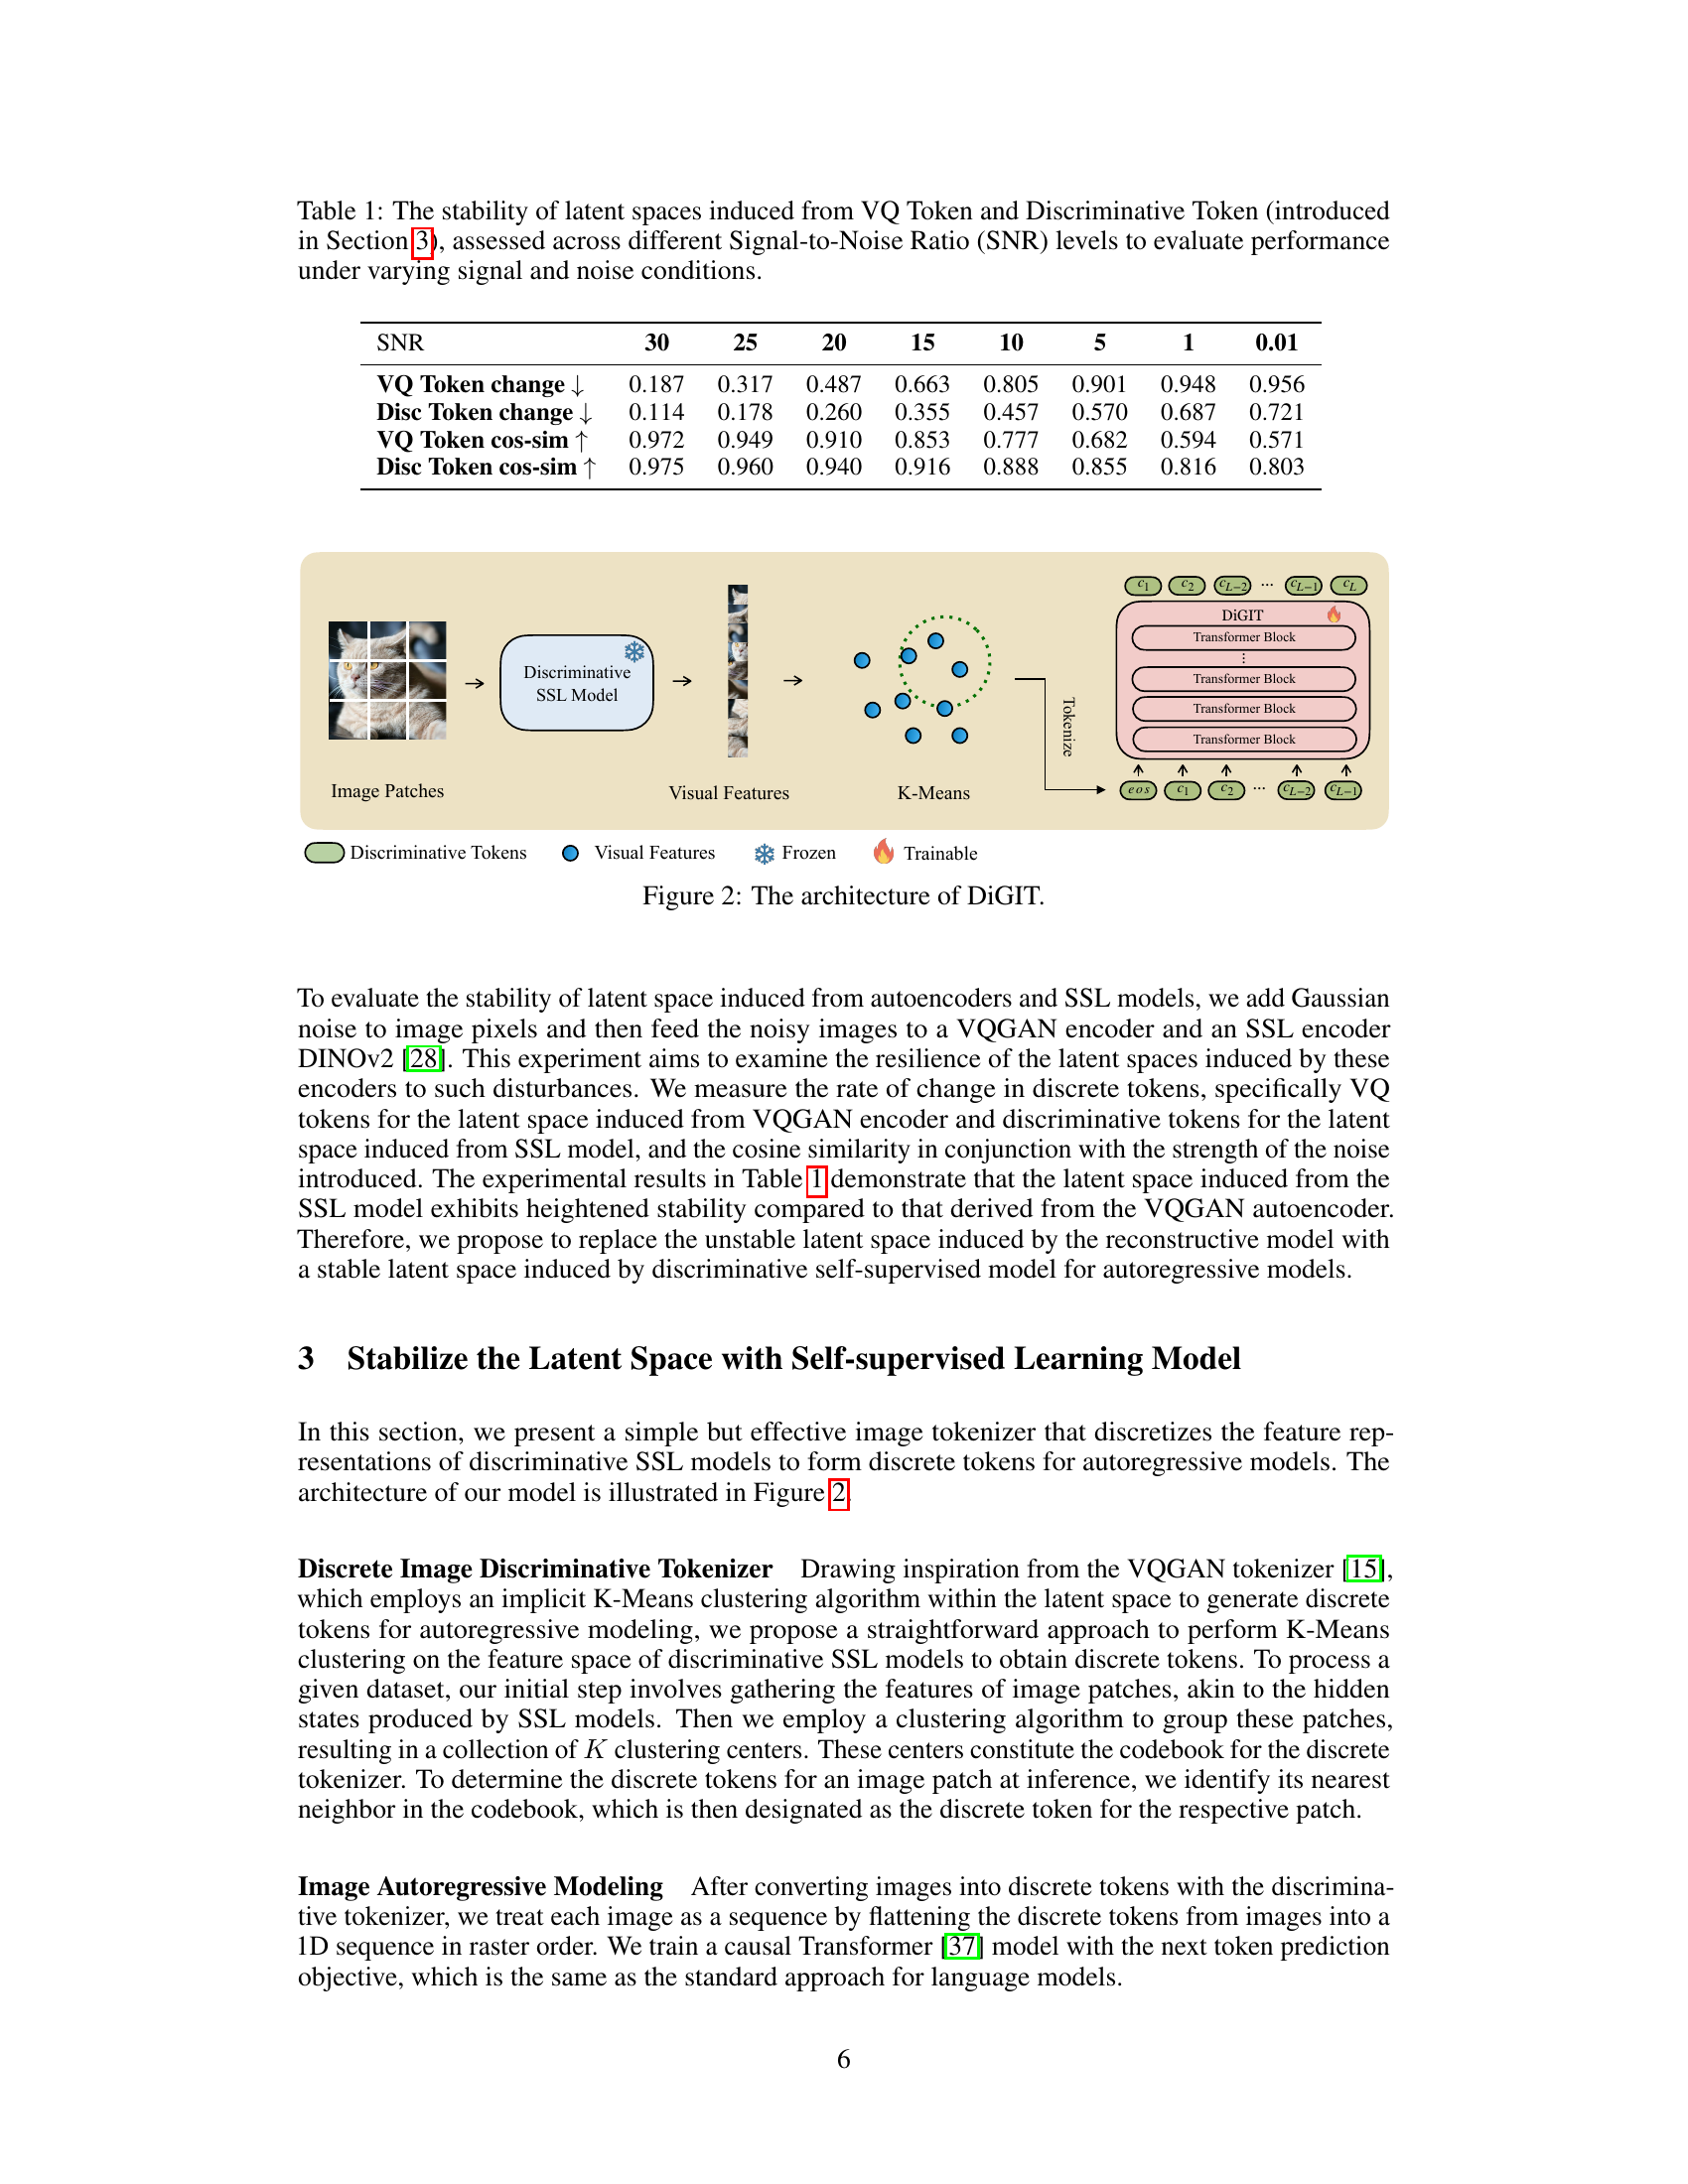 Table 1: The stability of latent spaces induced from VQ Token and Discriminative Token (introduced
in Section 3), assessed across different Signal-to-Noise Ratio (SNR) levels to evaluate performance
under varying signal and noise conditions.
SNR 30 25 20 15 10 5 1 0.01
VQ Token change ↓ 0.187 0.317 0.487 0.663 0.805 0.901 0.948 0.956
Disc Token change ↓ 0.114 0.178 0.260 0.355 0.457 0.570 0.687 0.721
VQ Token cos-sim ↑ 0.972 0.949 0.910 0.853 0.777 0.682 0.594 0.571
Disc Token cos-sim ↑ 0.975 0.960 0.940 0.916 0.888 0.855 0.816 0.803
Discriminative
SSL Model
Image Patches
Visual Features
K-Means
Tokenize
c1 c2 cL−2 ... cL−1 cL
DiGIT
Transformer Block
⋮
Transformer Block
Transformer Block
Transformer Block
eos c1 c2 ... cL−2 cL−1
Discriminative Tokens Visual Features Frozen Trainable
Figure 2: The architecture of DiGIT.
To evaluate the stability of latent space induced from autoencoders and SSL models, we add Gaussian
noise to image pixels and then feed the noisy images to a VQGAN encoder and an SSL encoder
DINOv2 [28]. This experiment aims to examine the resilience of the latent spaces induced by these
encoders to such disturbances. We measure the rate of change in discrete tokens, specifically VQ
tokens for the latent space induced from VQGAN encoder and discriminative tokens for the latent
space induced from SSL model, and the cosine similarity in conjunction with the strength of the noise
introduced. The experimental results in Table 1 demonstrate that the latent space induced from the
SSL model exhibits heightened stability compared to that derived from the VQGAN autoencoder.
Therefore, we propose to replace the unstable latent space induced by the reconstructive model with
a stable latent space induced by discriminative self-supervised model for autoregressive models.
3 Stabilize the Latent Space with Self-supervised Learning Model
In this section, we present a simple but effective image tokenizer that discretizes the feature rep-
resentations of discriminative SSL models to form discrete tokens for autoregressive models. The
architecture of our model is illustrated in Figure 2.
Discrete Image Discriminative Tokenizer Drawing inspiration from the VQGAN tokenizer [15],
which employs an implicit K-Means clustering algorithm within the latent space to generate discrete
tokens for autoregressive modeling, we propose a straightforward approach to perform K-Means
clustering on the feature space of discriminative SSL models to obtain discrete tokens. To process a
given dataset, our initial step involves gathering the features of image patches, akin to the hidden
states produced by SSL models. Then we employ a clustering algorithm to group these patches,
resulting in a collection of K clustering centers. These centers constitute the codebook for the discrete
tokenizer. To determine the discrete tokens for an image patch at inference, we identify its nearest
neighbor in the codebook, which is then designated as the discrete token for the respective patch.
Image Autoregressive Modeling After converting images into discrete tokens with the discrimina-
tive tokenizer, we treat each image as a sequence by flattening the discrete tokens from images into a
1D sequence in raster order. We train a causal Transformer [37] model with the next token prediction
objective, which is the same as the standard approach for language models.
6